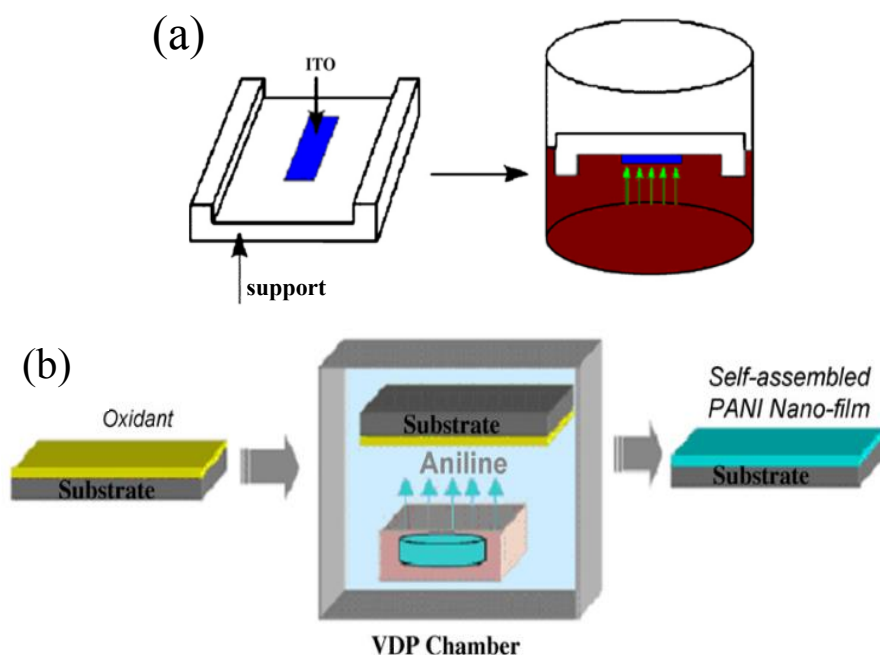 (a)
ITO
support
(b)
Oxidant
Substrate
Substrate
Aniline
VDP Chamber
Self-assembled
PANI Nano-film
Substrate